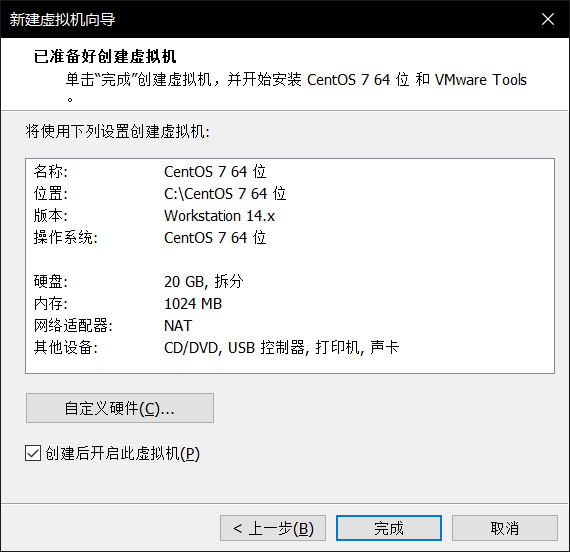 新建虚拟机向导
已准备好创建虚拟机
单击“完成”创建虚拟机，并开始安装 CentOS 7 64 位 和 VMware Tools
。
将使用下列设置创建虚拟机:
名称: CentOS 7 64 位
位置: C:\CentOS 7 64 位
版本: Workstation 14.x
操作系统: CentOS 7 64 位
硬盘: 20 GB, 拆分
内存: 1024 MB
网络适配器: NAT
其他设备: CD/DVD, USB 控制器, 打印机, 声卡
自定义硬件(C)...
创建后开启此虚拟机(P)
< 上一步(B) 完成 取消